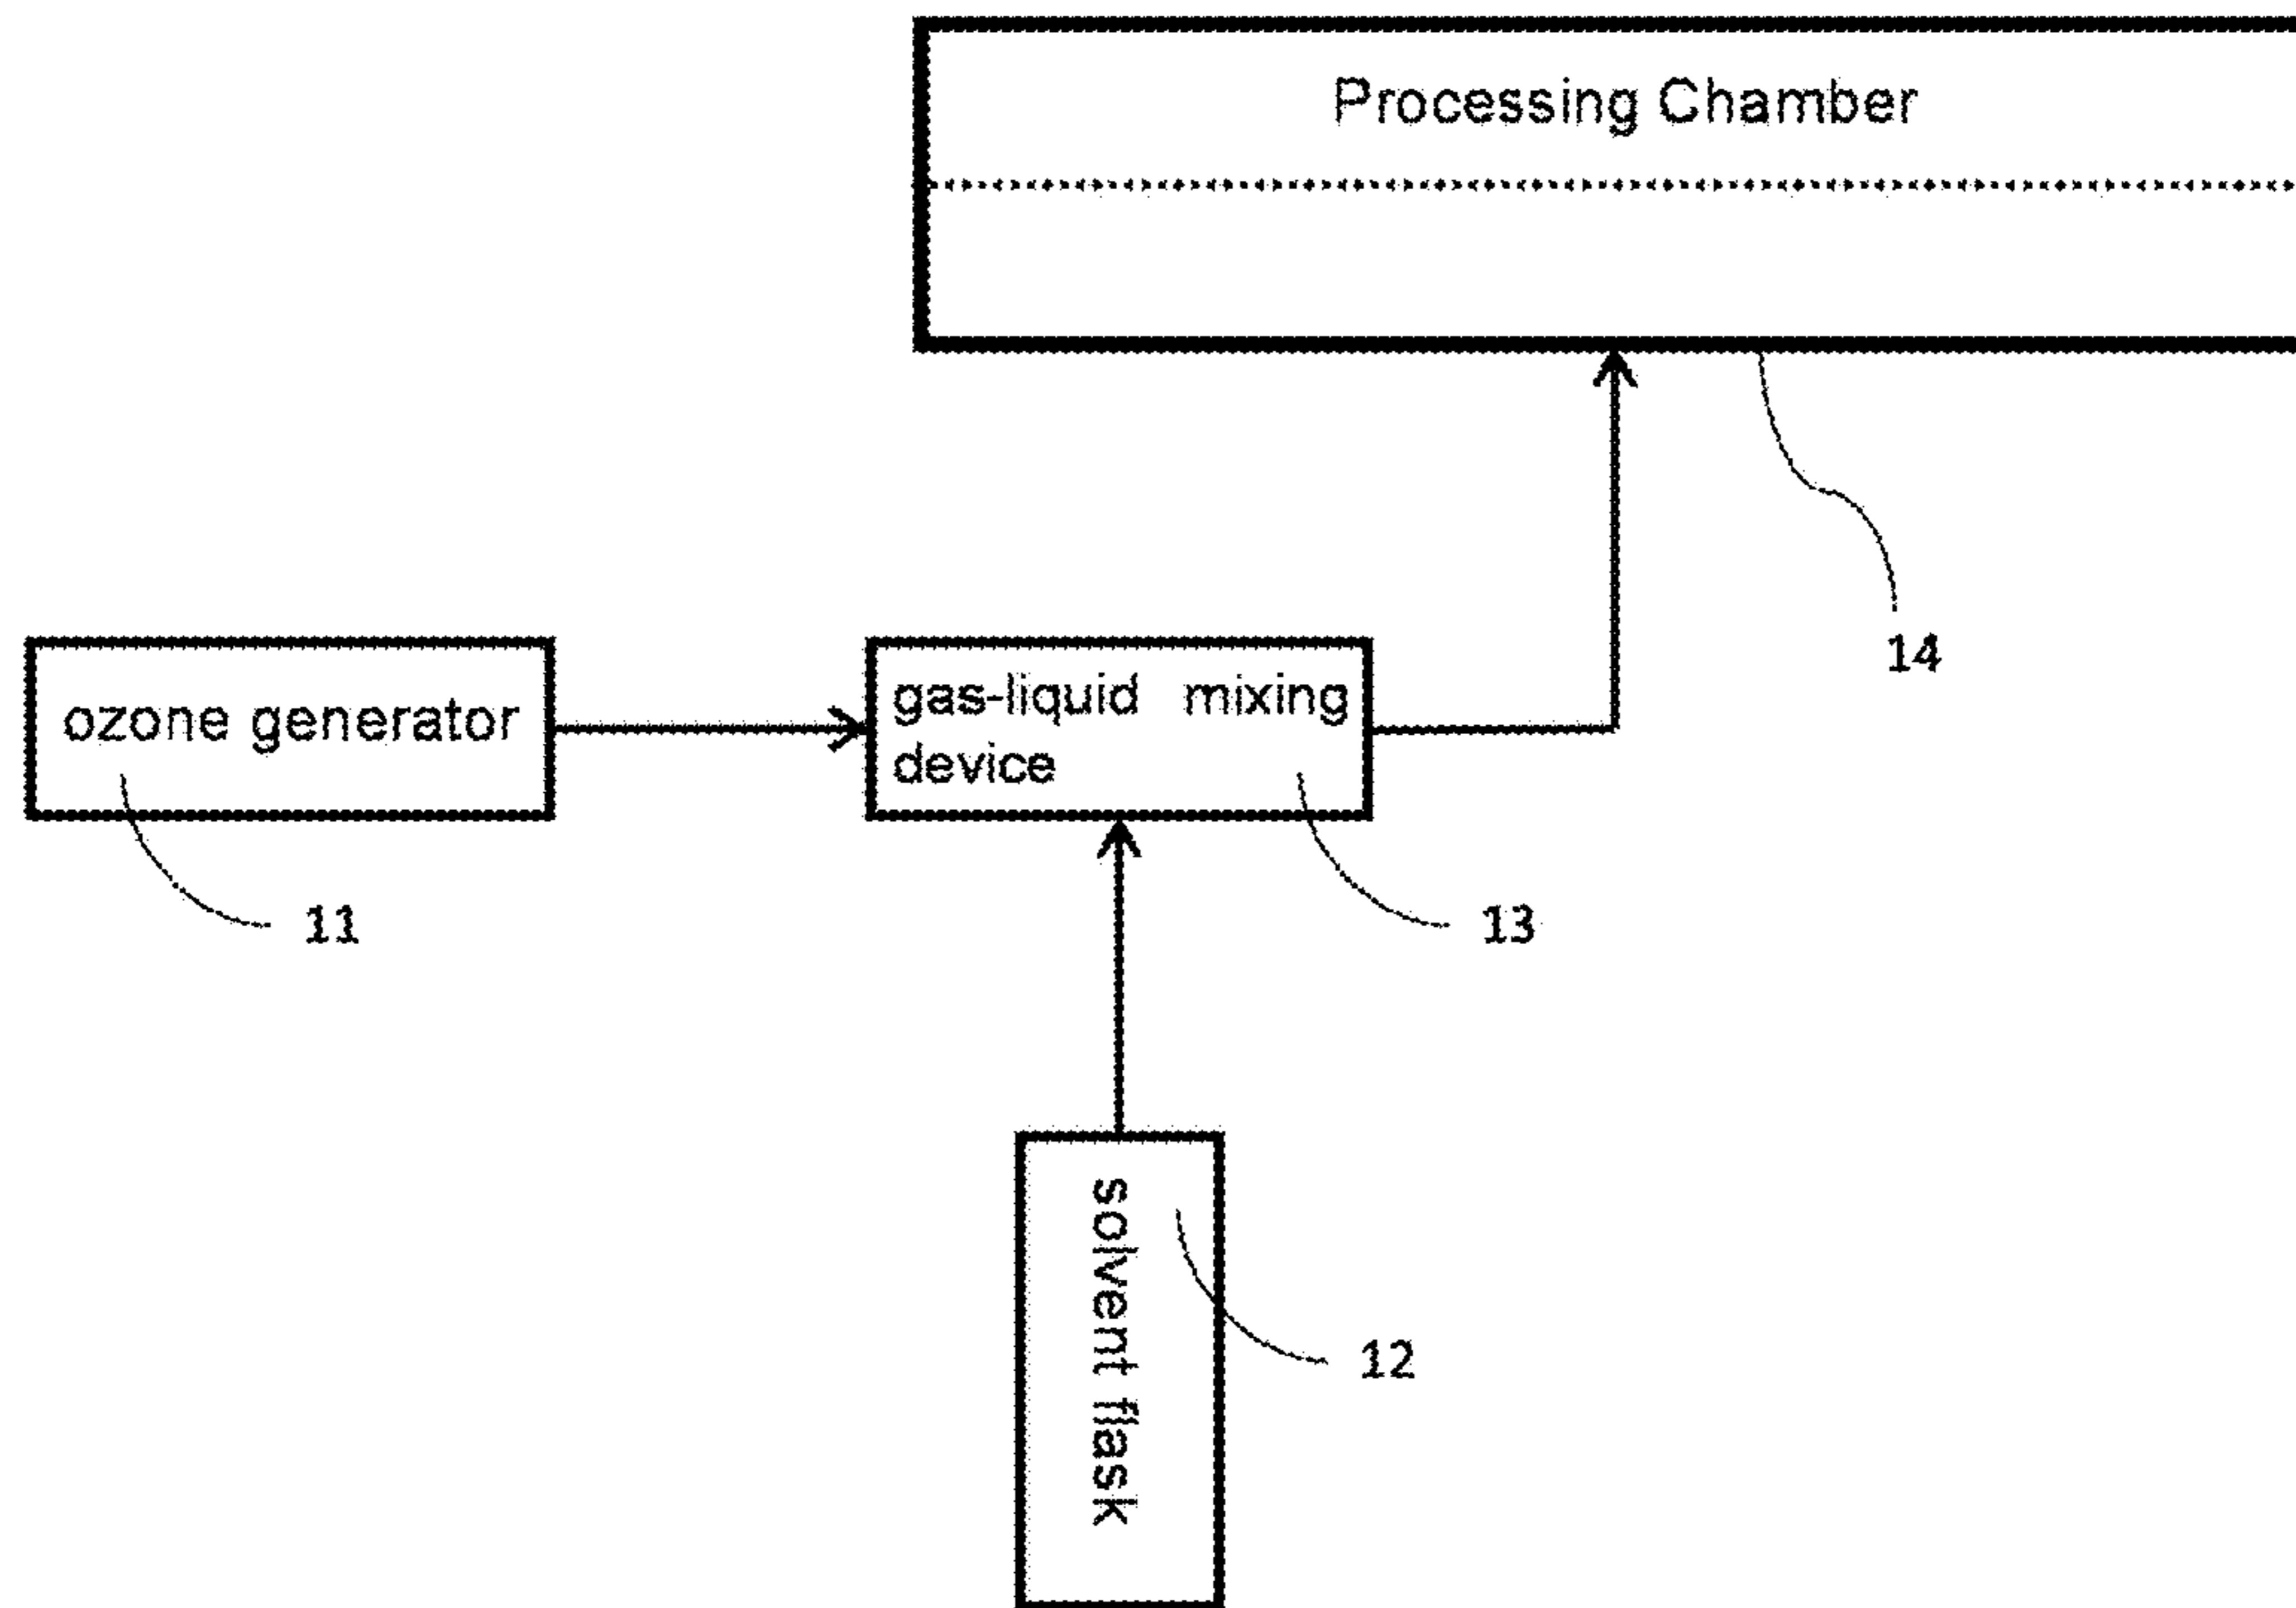 Processing Chamber
14
ozone generator
gas-liquid mixing
device
11
13
solvent flask
12